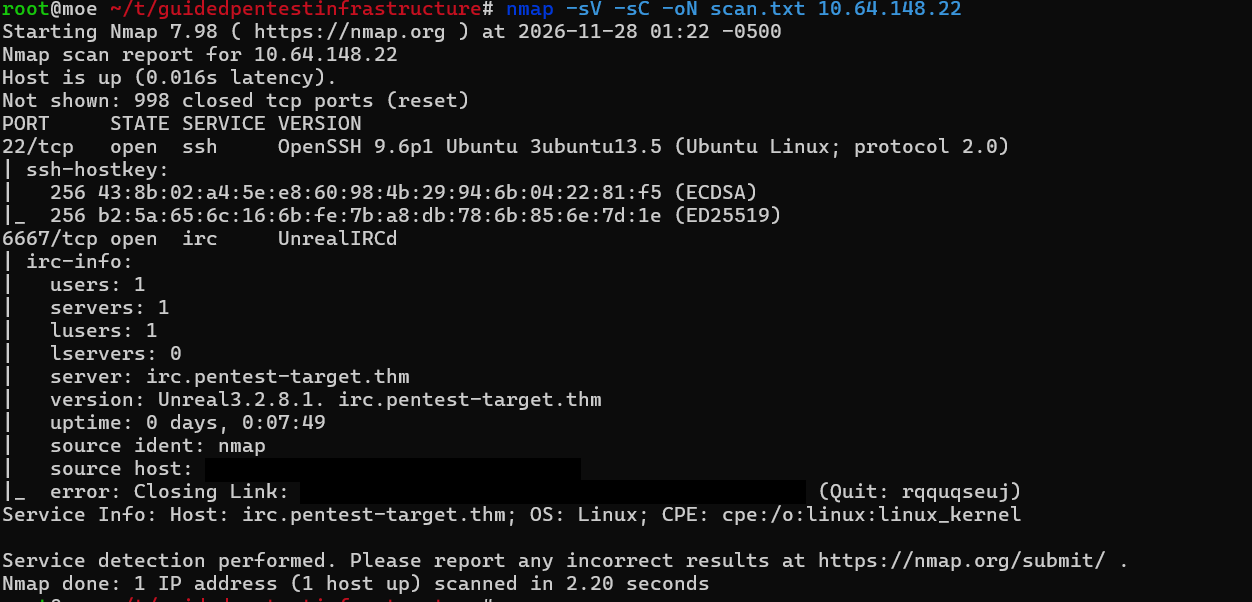 root@moe ~/t/guidedpentestinfrastructure# nmap -sV -sC -oN scan.txt 10.64.148.22
Starting Nmap 7.98 ( https://nmap.org ) at 2026-11-28 01:22 -0500
Nmap scan report for 10.64.148.22
Host is up (0.016s latency).
Not shown: 998 closed tcp ports (reset)
PORT     STATE SERVICE VERSION
22/tcp   open  ssh     OpenSSH 9.6p1 Ubuntu 3ubuntu13.5 (Ubuntu Linux; protocol 2.0)
| ssh-hostkey:
|   256 43:8b:02:a4:5e:e8:60:98:4b:29:94:6b:04:22:81:f5 (ECDSA)
|_  256 b2:5a:65:6c:16:6b:fe:7b:a8:db:78:6b:85:6e:7d:1e (ED25519)
6667/tcp open  irc     UnrealIRCd
| irc-info:
|   users: 1
|   servers: 1
|   lusers: 1
|   lservers: 0
|   server: irc.pentest-target.thm
|   version: Unreal3.2.8.1. irc.pentest-target.thm
|   uptime: 0 days, 0:07:49
|   source ident: nmap
|   source host:
|_  error: Closing Link: (Quit: rqquqseuj)
Service Info: Host: irc.pentest-target.thm; OS: Linux; CPE: cpe:/o:linux:linux_kernel

Service detection performed. Please report any incorrect results at https://nmap.org/submit/ .
Nmap done: 1 IP address (1 host up) scanned in 2.20 seconds